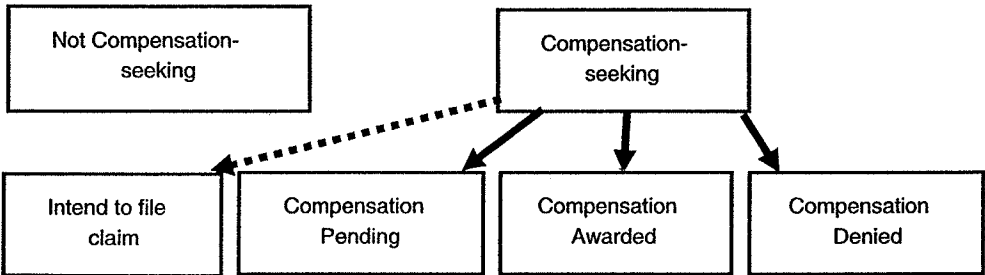 Not Compensation-
seeking
Compensation-
seeking
Intend to file
claim
Compensation
Pending
Compensation
Awarded
Compensation
Denied